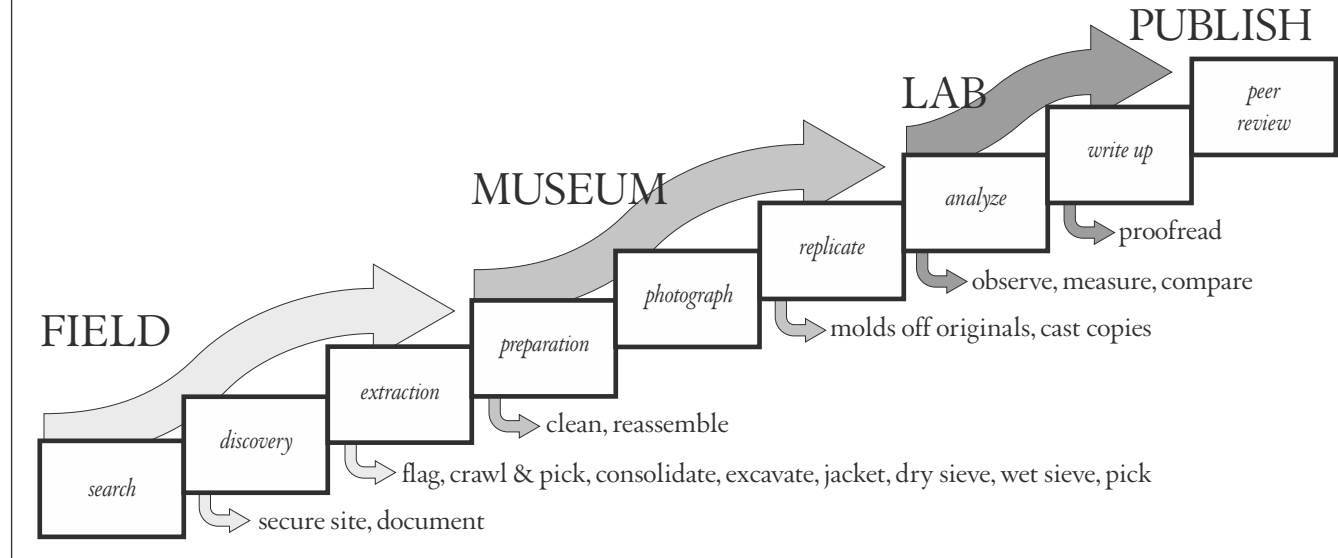 PUBLISH
peer
review
LAB
write up
proofread
analyze
observe, measure, compare
MUSEUM
replicate
molds off originals, cast copies
photograph
preparation
clean, reassemble
FIELD
extraction
flag, crawl & pick, consolidate, excavate, jacket, dry sieve, wet sieve, pick
discovery
secure site, document
search